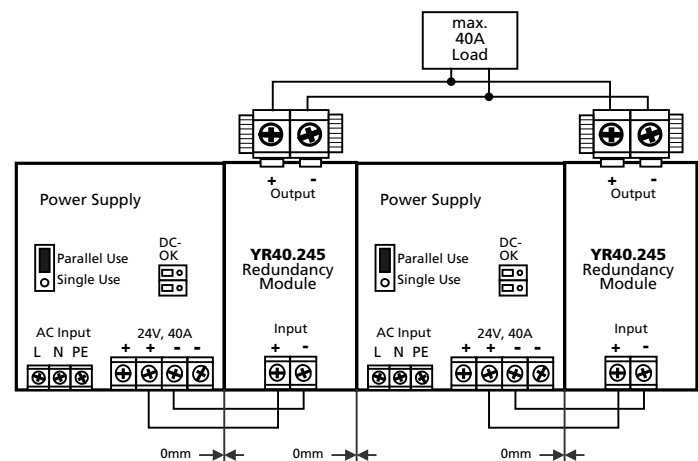 max.
40A
Load
+ -
Output
+ -
Output
Power Supply
Parallel Use
Single Use
DC-
OK
AC Input
L N PE
24V, 40A
+ + - -
YR40.245
Redundancy
Module
Input
+ -
Power Supply
Parallel Use
Single Use
DC-
OK
AC Input
L N PE
24V, 40A
+ + - -
YR40.245
Redundancy
Module
Input
+ -
0mm
0mm
0mm